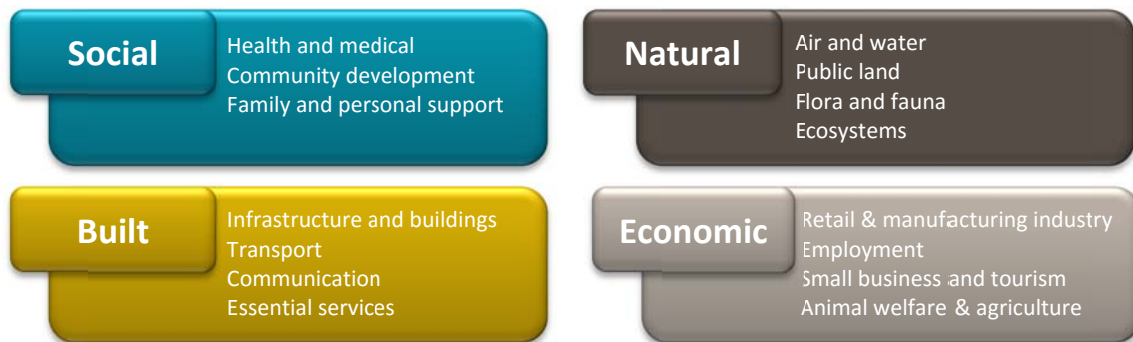 Social
Health and medical
Community development
Family and personal support
Natural
Air and water
Public land
Flora and fauna
Ecosystems
Built
Infrastructure and buildings
Transport
Communication
Essential services
Economic
Retail & manufacturing industry
Employment
Small business and tourism
Animal welfare & agriculture